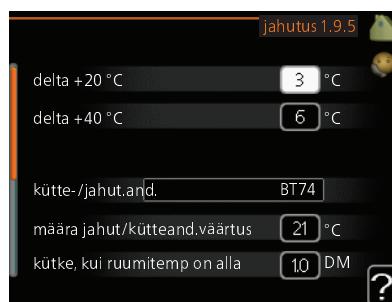 jahutus 1.9.5
delta +20 °C 3 °C
delta +40 °C 6 °C
kütte-/jahut.and. BT74
määra jahut/kütteand.väärtus 21 °C
kütke, kui ruumitemp on alla 1.0 DM
?